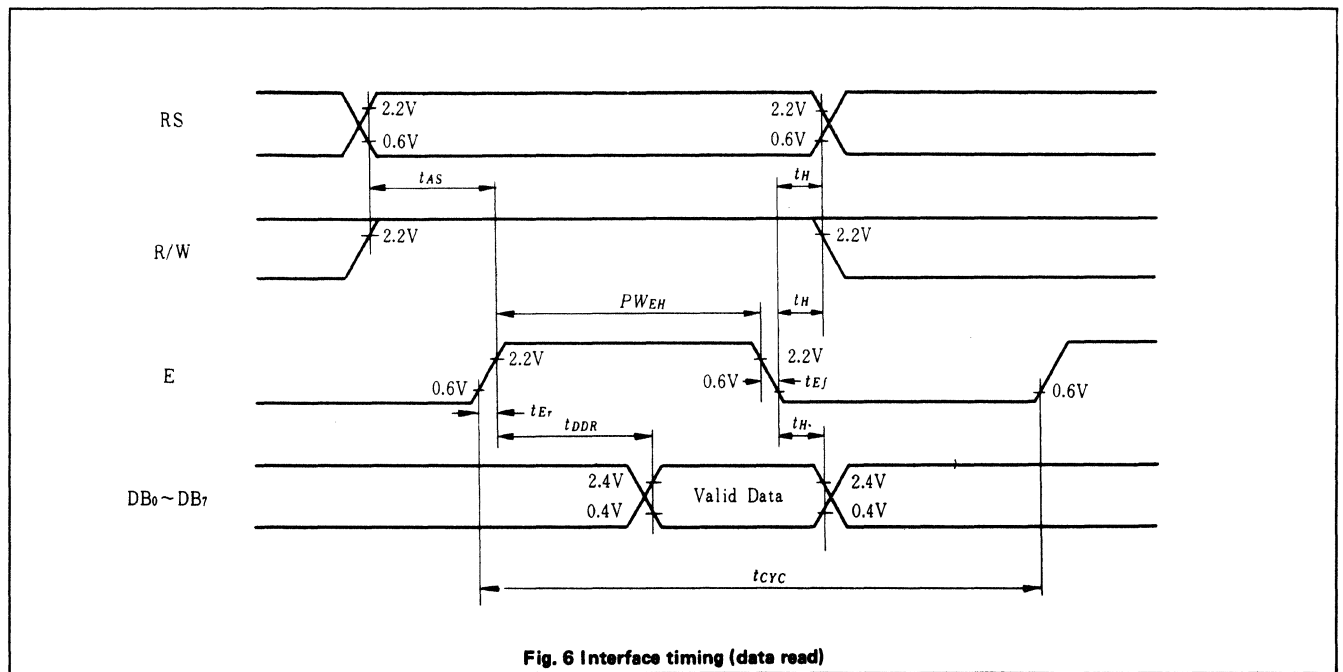 RS
2.2V
0.6V
2.2V
0.6V
tAS
tH
R/W
2.2V
2.2V
PWEH
tH
E
2.2V
0.6V
2.2V
0.6V
tEf
0.6V
tEr
tDDR
tH.
DB₀~DB₇
2.4V
0.4V
Valid Data
2.4V
0.4V
tCYC
Fig. 6 Interface timing (data read)